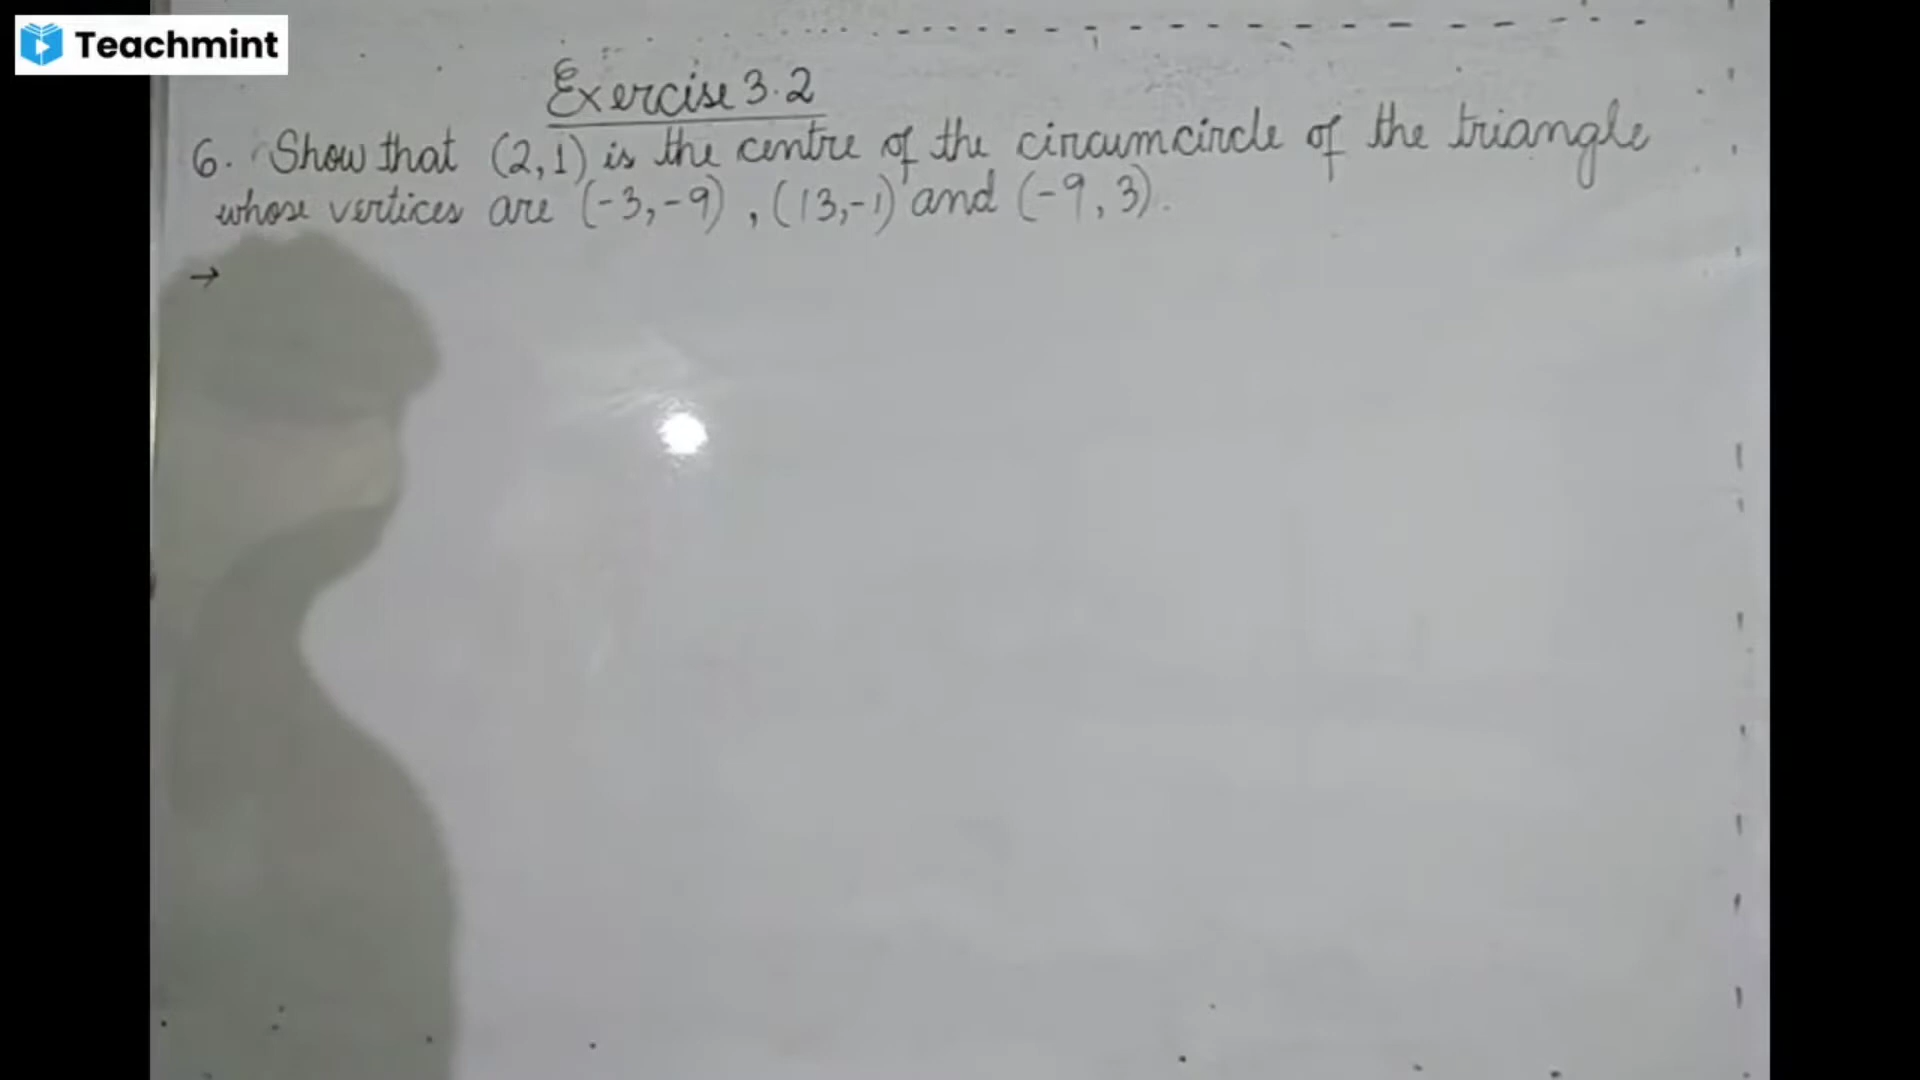 Teachmint
Exercise 3.2
6. Show that (2,1) is the centre of the circumcircle of the triangle
whose vertices are (-3,-9), (13,-1) and (-9,3).
→